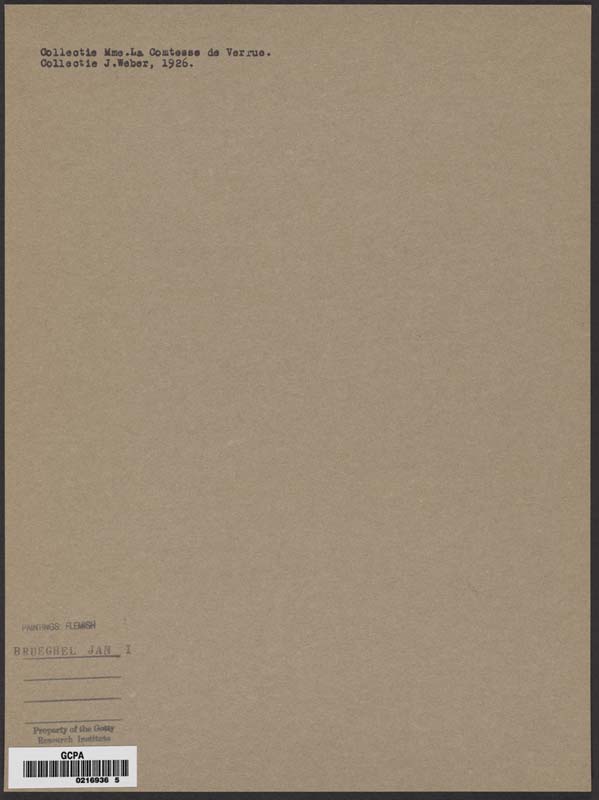 Collectie Mme.La Comtesse de Verrue.
Collectie J.Weber, 1926.
PAINTINGS: FLEMISH
BRUEGHEL JAN I
Property of the Getty
Research Institute
GCPA
0216936 5